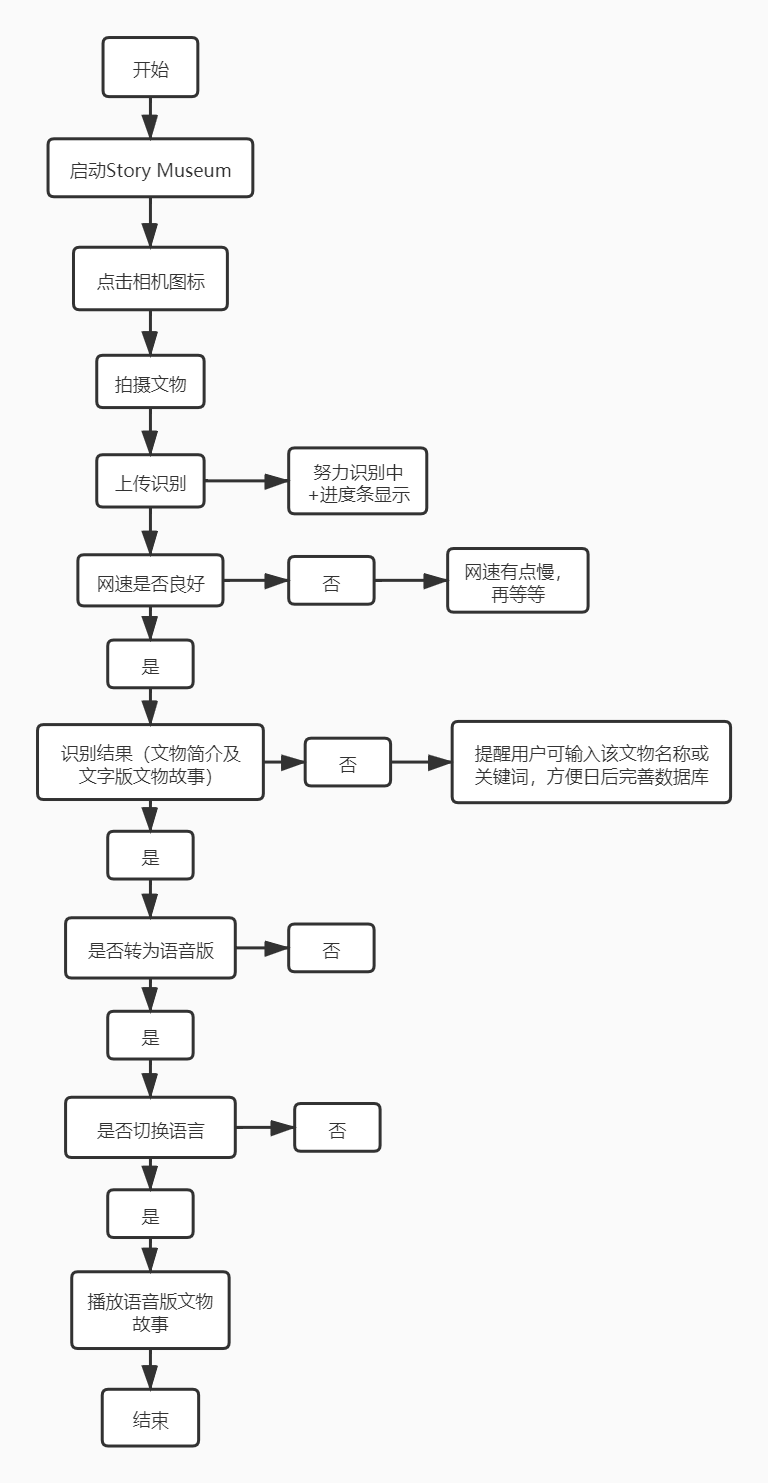 开始
启动Story Museum
点击相机图标
拍摄文物
上传识别
努力识别中
+进度条显示
网速是否良好
否
网速有点慢，
再等等
是
识别结果（文物简介及
文字版文物故事）
否
提醒用户可输入该文物名称或
关键词，方便日后完善数据库
是
是否转为语音版
否
是
是否切换语言
否
是
播放语音版文物
故事
结束